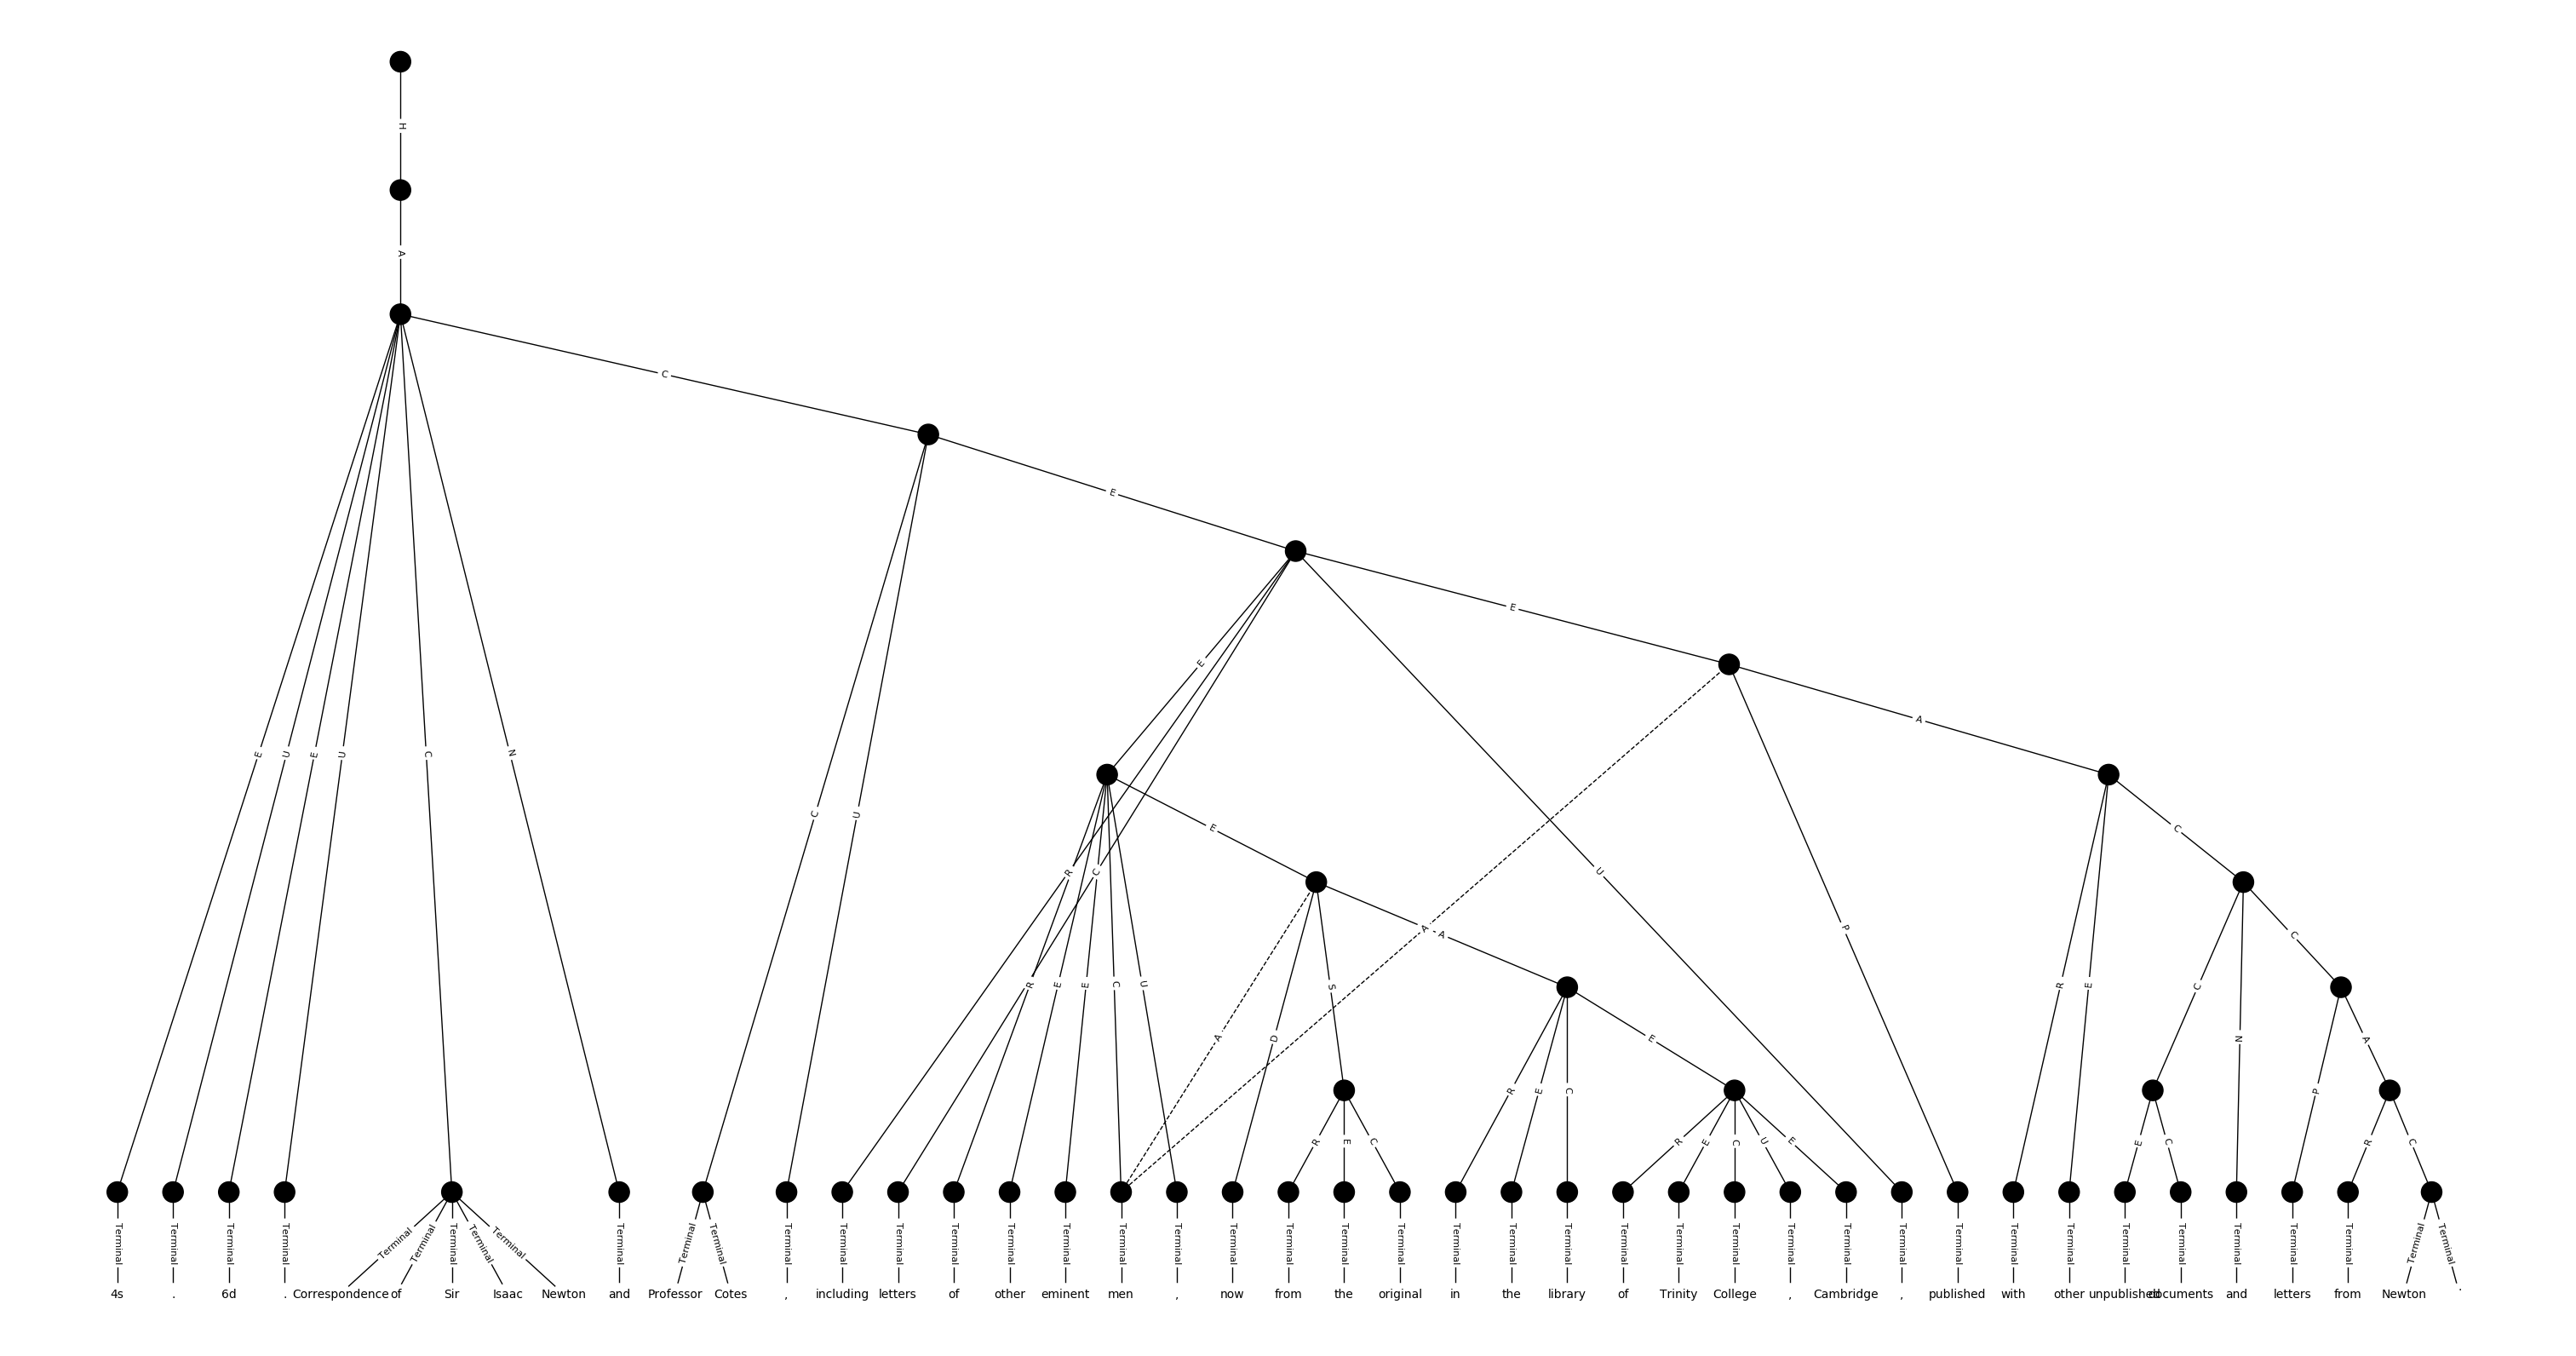 H
A
C
E
E
E
A
E U E U C N
C U
E
C
R C
U
P
A A
C
R E E C U
A D S
R E
C N
R E C
E
P A
R E C
R E C U E
E C
R C
Terminal Terminal Terminal Terminal Terminal Terminal Terminal Terminal Terminal Terminal Terminal Terminal Terminal Terminal Terminal Terminal Terminal Terminal Terminal Terminal Terminal Terminal Terminal Terminal Terminal Terminal Terminal Terminal Terminal Terminal Terminal Terminal Terminal Terminal Terminal Terminal Terminal Terminal Terminal Terminal Terminal Terminal Terminal
4s . 6d . Correspondence of Sir Isaac Newton and Professor Cotes , including letters of other eminent men , now from the original in the library of Trinity College , Cambridge , published with other unpublished documents and letters from Newton .